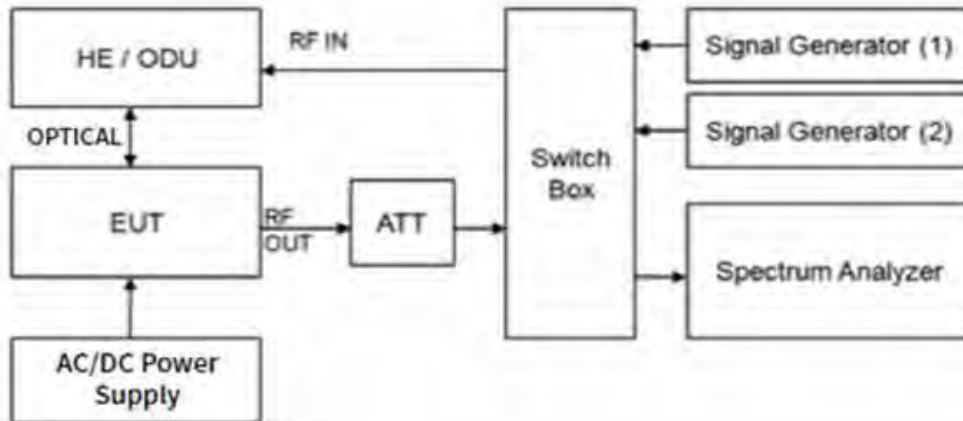 HE / ODU
RF IN
Signal Generator (1)
Signal Generator (2)
OPTICAL
Switch
Box
EUT
RF
OUT
ATT
Spectrum Analyzer
AC/DC Power
Supply